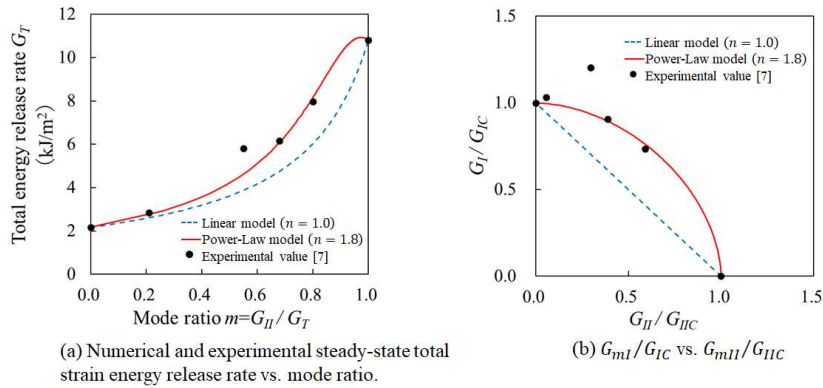 12
10
8
6
4
2
0
0.0
0.2
0.4
0.6
0.8
1.0
Total energy release rate G_T
(kJ/m²)
Mode ratio m=G_II / G_T
Linear model (n = 1.0)
Power-Law model (n = 1.8)
Experimental value [7]
(a) Numerical and experimental steady-state total
strain energy release rate vs. mode ratio.
1.5
1.0
0.5
0.0
0.0
0.5
1.0
1.5
G_I / G_IC
G_II / G_IIC
Linear model (n = 1.0)
Power-Law model (n = 1.8)
Experimental value [7]
(b) G_mI/G_IC vs. G_mII/G_IIC